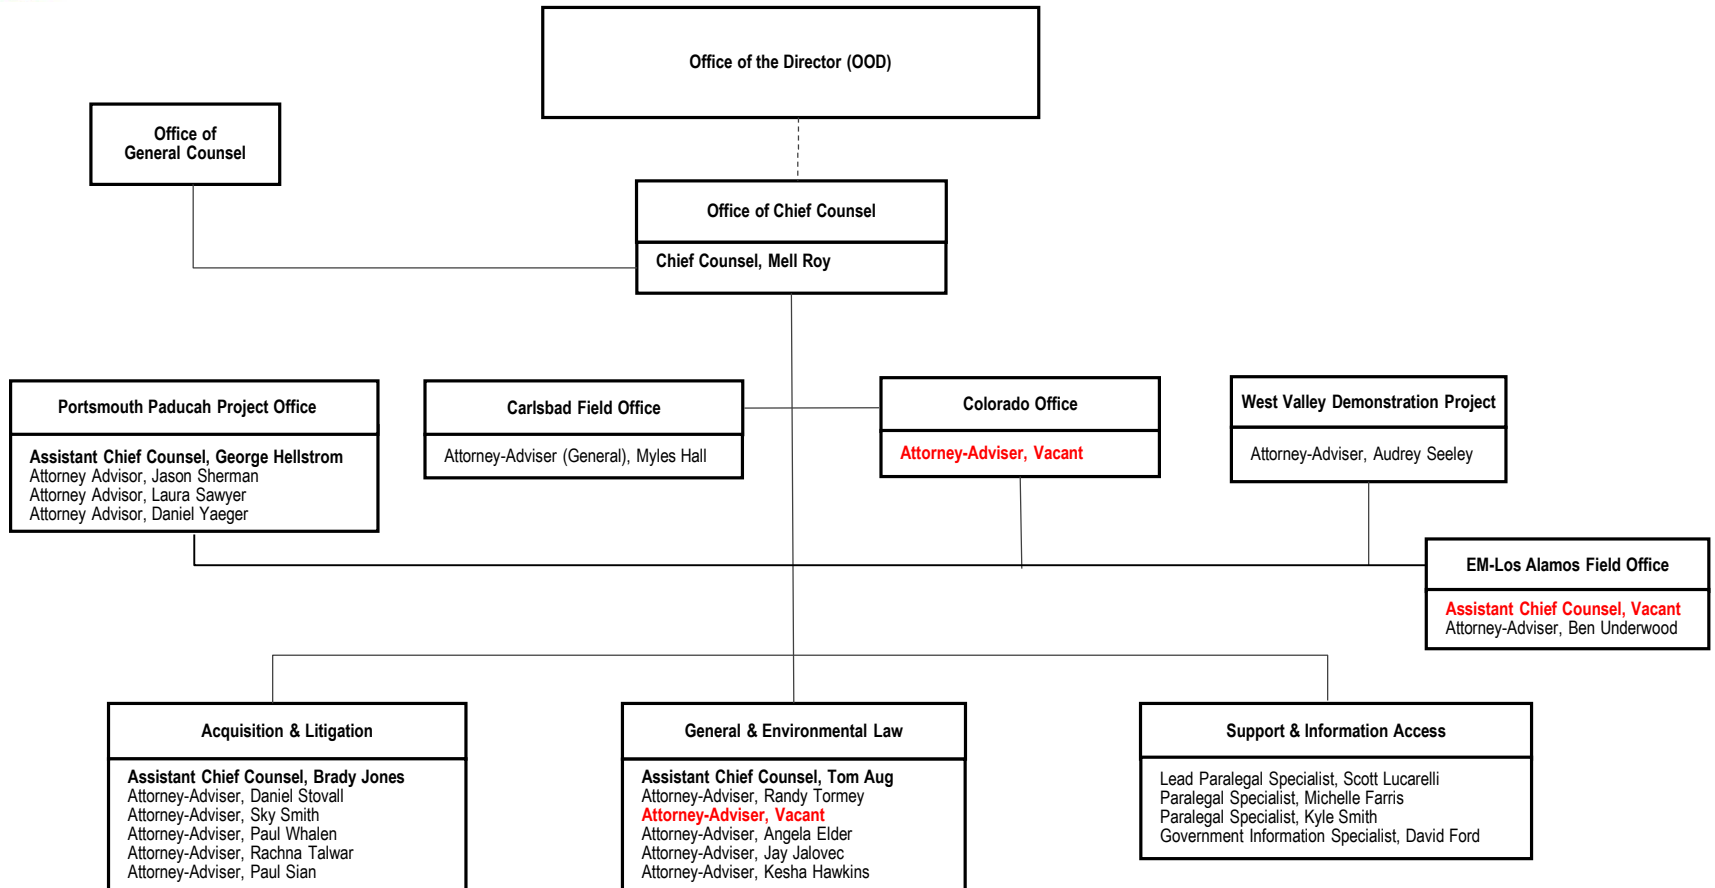 Office of the Director (OOD)
Office of
General Counsel
Office of Chief Counsel
Chief Counsel, Mell Roy
Portsmouth Paducah Project Office
Assistant Chief Counsel, George Hellstrom
Attorney Advisor, Jason Sherman
Attorney Advisor, Laura Sawyer
Attorney Advisor, Daniel Yaeger
Carlsbad Field Office
Attorney-Adviser (General), Myles Hall
Colorado Office
Attorney-Adviser, Vacant
West Valley Demonstration Project
Attorney-Adviser, Audrey Seeley
EM-Los Alamos Field Office
Assistant Chief Counsel, Vacant
Attorney-Adviser, Ben Underwood
Acquisition & Litigation
Assistant Chief Counsel, Brady Jones
Attorney-Adviser, Daniel Stovall
Attorney-Adviser, Sky Smith
Attorney-Adviser, Paul Whalen
Attorney-Adviser, Rachna Talwar
Attorney-Adviser, Paul Sian
General & Environmental Law
Assistant Chief Counsel, Tom Aug
Attorney-Adviser, Randy Tormey
Attorney-Adviser, Vacant
Attorney-Adviser, Angela Elder
Attorney-Adviser, Jay Jalovec
Attorney-Adviser, Kesha Hawkins
Support & Information Access
Lead Paralegal Specialist, Scott Lucarelli
Paralegal Specialist, Michelle Farris
Paralegal Specialist, Kyle Smith
Government Information Specialist, David Ford